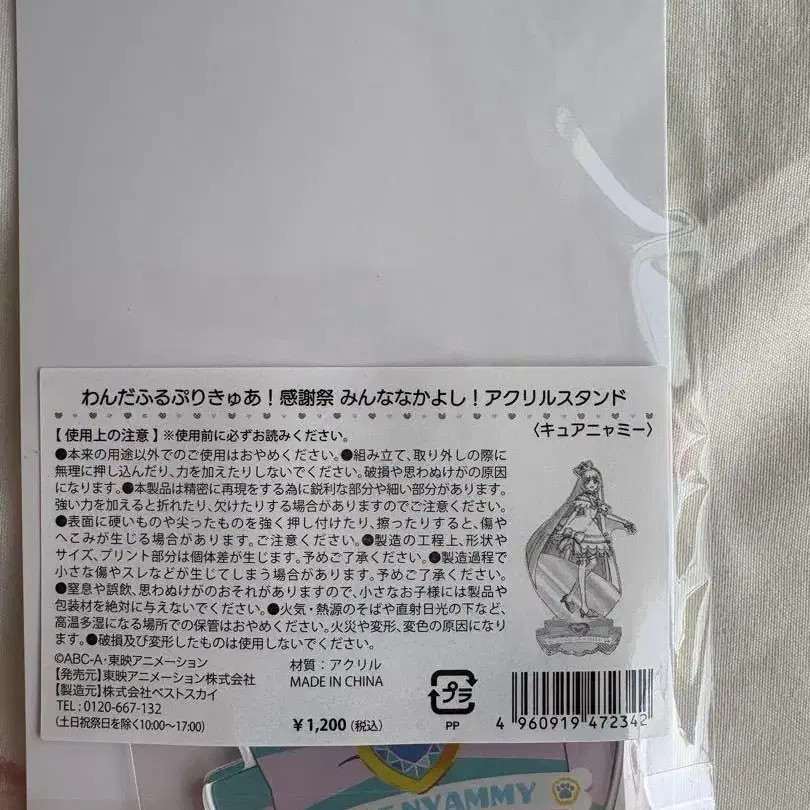 わんだふるぷりきゅあ！感謝祭 みんななかよし！アクリルスタンド
【 使用上の注意 】※使用前に必ずお読みください。
〈キュアニャミー〉
●本来の用途以外でのご使用はおやめください。●組み立て、取り外しの際に
無理に押し込んだり、力を加えたりしないでください。破損や思わぬけがの原因
になります。●本製品は精密に再現をする為に鋭利な部分や細い部分があります。
強い力を加えると折れたり、欠けたりする場合がありますのでご注意ください。
●表面に硬いものや尖ったものを強く押し付けたり、擦ったりすると、傷や
へこみが生じる場合があります。ご注意ください。●製造の工程上、形状や
サイズ、プリント部分は個体差が生じます。予めご了承ください。●製造過程で
小さな傷やスレなどが生じてしまう場合があります。予めご了承ください。
●窒息や誤飲、思わぬけがのおそれがありますので、小さなお子様には製品や
包装材を絶対に与えないでください。●火気・熱源のそばや直射日光の下など、
高温多湿になる場所での保管はおやめください。火災や変形、変色の原因になりま
す。●破損及び変形したものは使用しないでください。
©ABC-A・東映アニメーション
【発売元】東映アニメーション株式会社
【製造元】株式会社ベストスカイ
TEL : 0120-667-132
(土日祝祭日を除く10:00〜17:00)
材質：アクリル
MADE IN CHINA
￥1,200（税込）
プラ
PP
4 960919 472342
NYAMMY